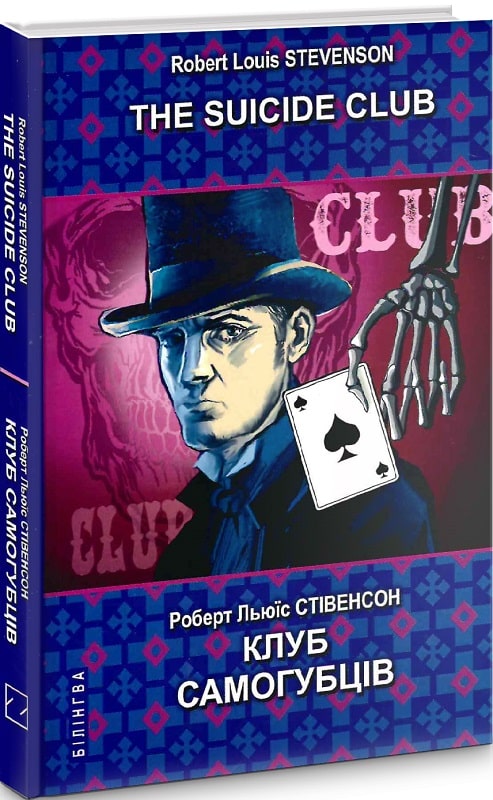 Robert Louis STEVENSON
THE SUICIDE CLUB
CLUB
CLUB
Роберт Льюїс СТІВЕНСОН
КЛУБ
САМОГУБЦІВ
БІЛІНГВА
Robert Louis STEVENSON
THE SUICIDE CLUB
Роберт Льюїс СТІВЕНСОН
КЛУБ САМОГУБЦІВ